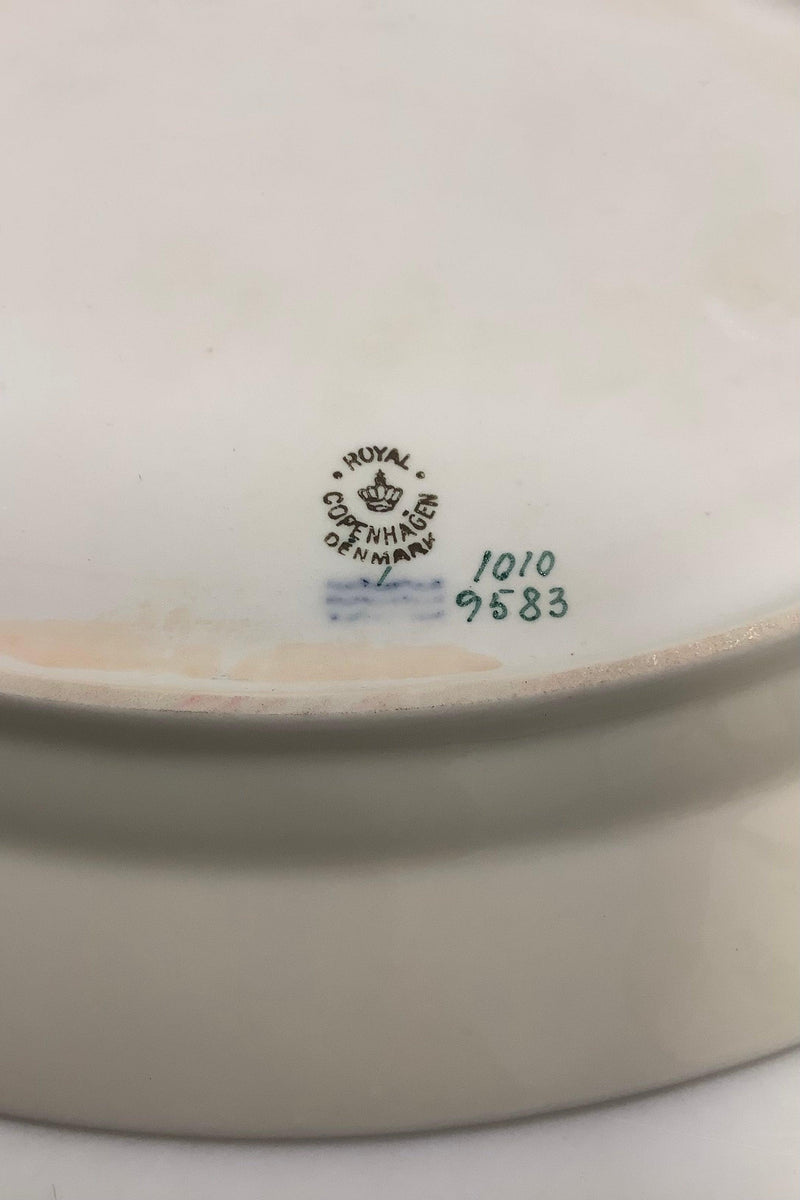 ROYAL
COPENHAGEN
DENMARK
1010
9583